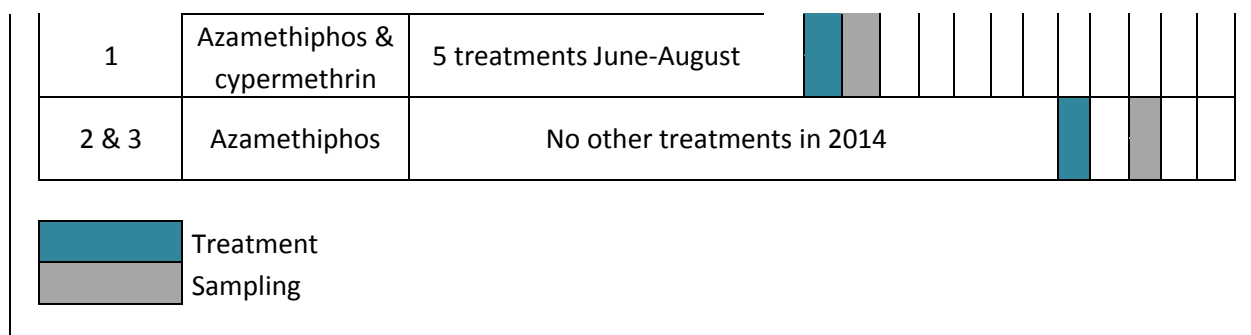 1
Azamethiphos &
cypermethrin
5 treatments June-August
2 & 3
Azamethiphos
No other treatments in 2014
Treatment
Sampling